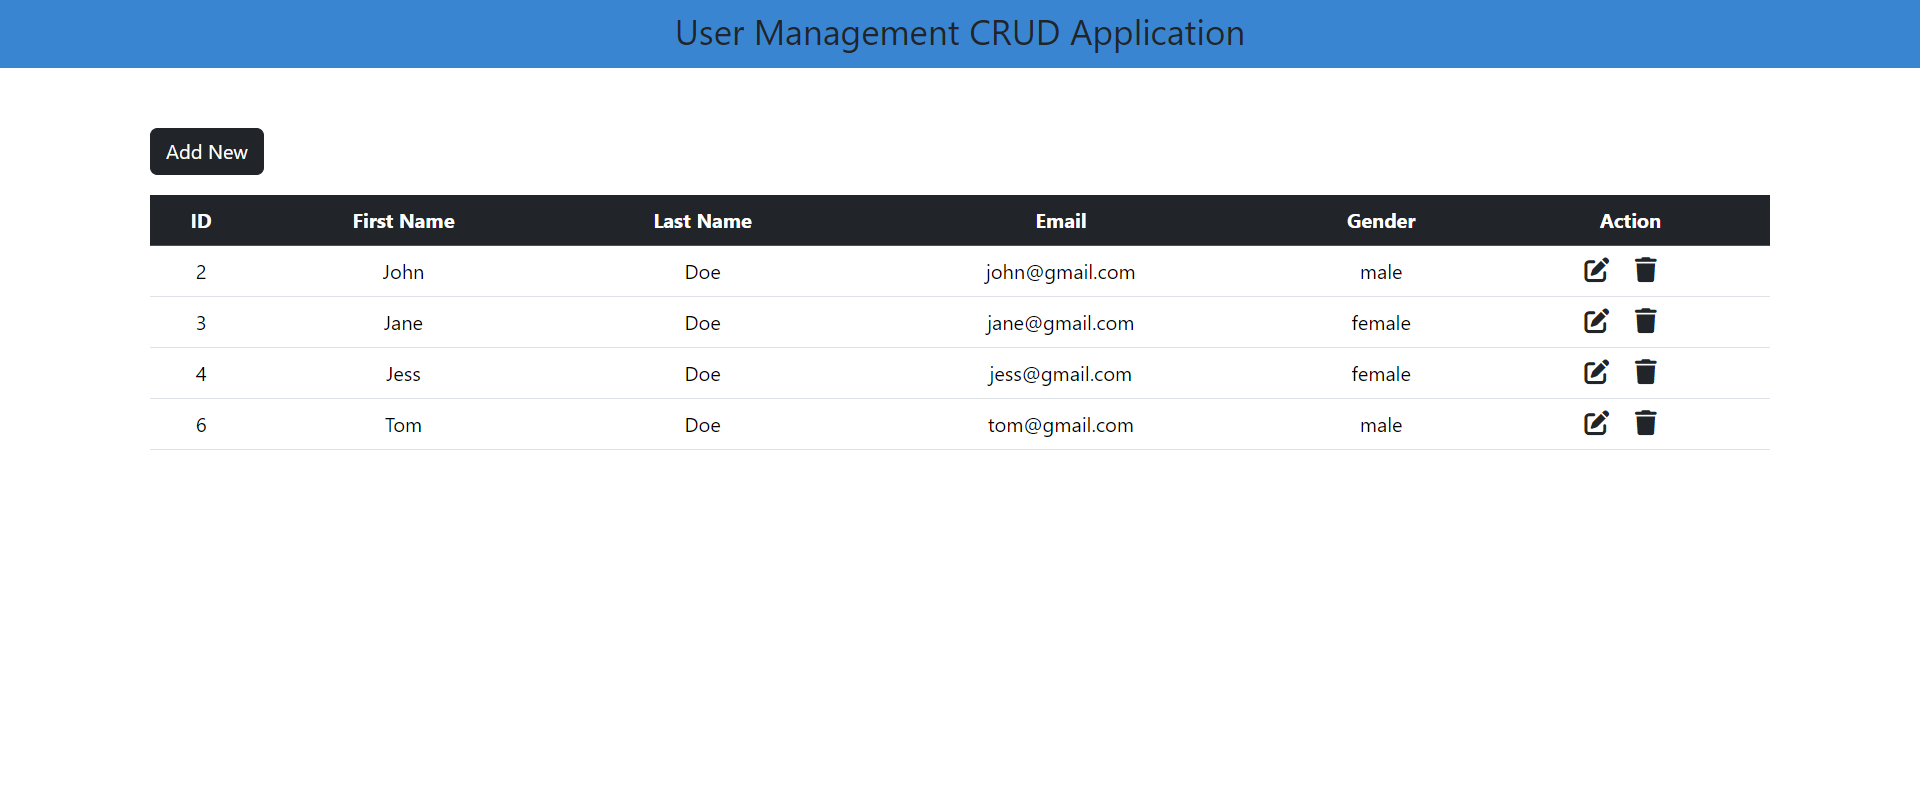 User Management CRUD Application
Add New
ID First Name Last Name Email Gender Action
2 John Doe john@gmail.com male
3 Jane Doe jane@gmail.com female
4 Jess Doe jess@gmail.com female
6 Tom Doe tom@gmail.com male